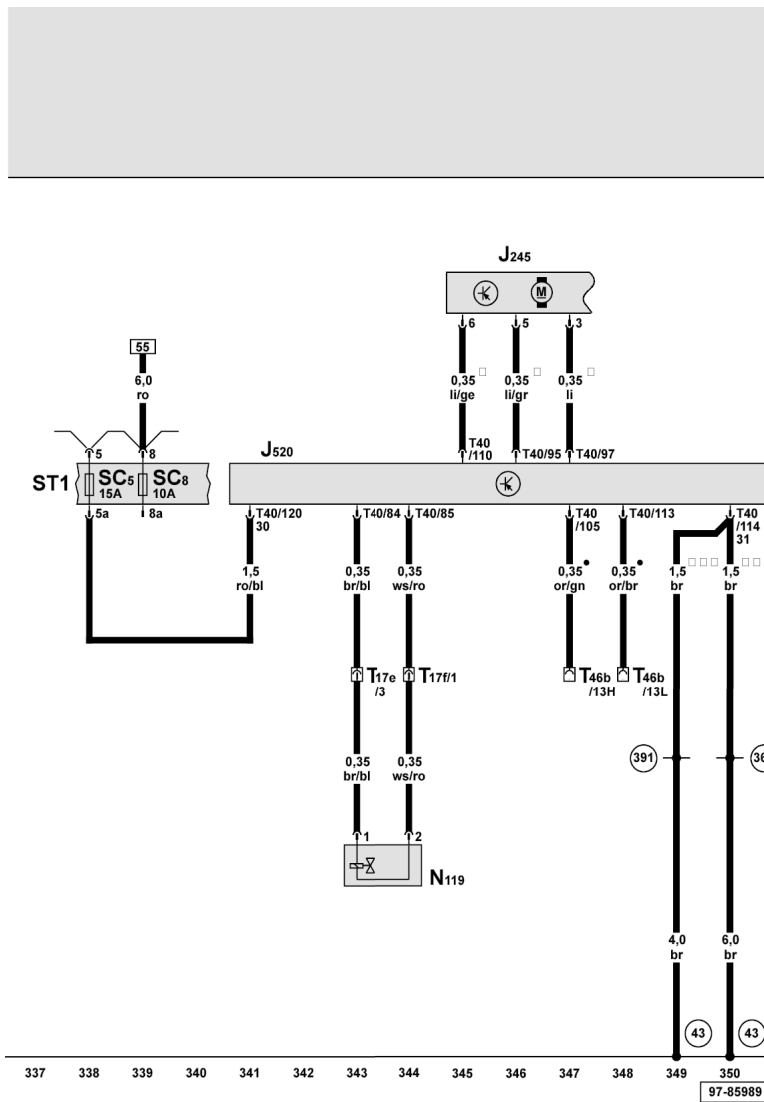 J245
M
6 5 3
55
6,0
ro
0,35 0,35 0,35
li/ge li/gr li
5 8
J520
T40
/110 T40/95 T40/97
ST1 SC5 SC8
15A 10A
5a 8a
T40/120
30
T40/84 T40/85
T40
/105
T40/113
T40
/114
31
1,5 0,35 0,35 0,35 0,35 1,5 1,5
ro/bl br/bl ws/ro or/gn or/br br br
T17e
/3
T17f/1
T46b
/13H
T46b
/13L
391
0,35 0,35
br/bl ws/ro
1 2
N119
4,0 6,0
br br
43 43
337 338 339 340 341 342 343 344 345 346 347 348 349 350
97-85989